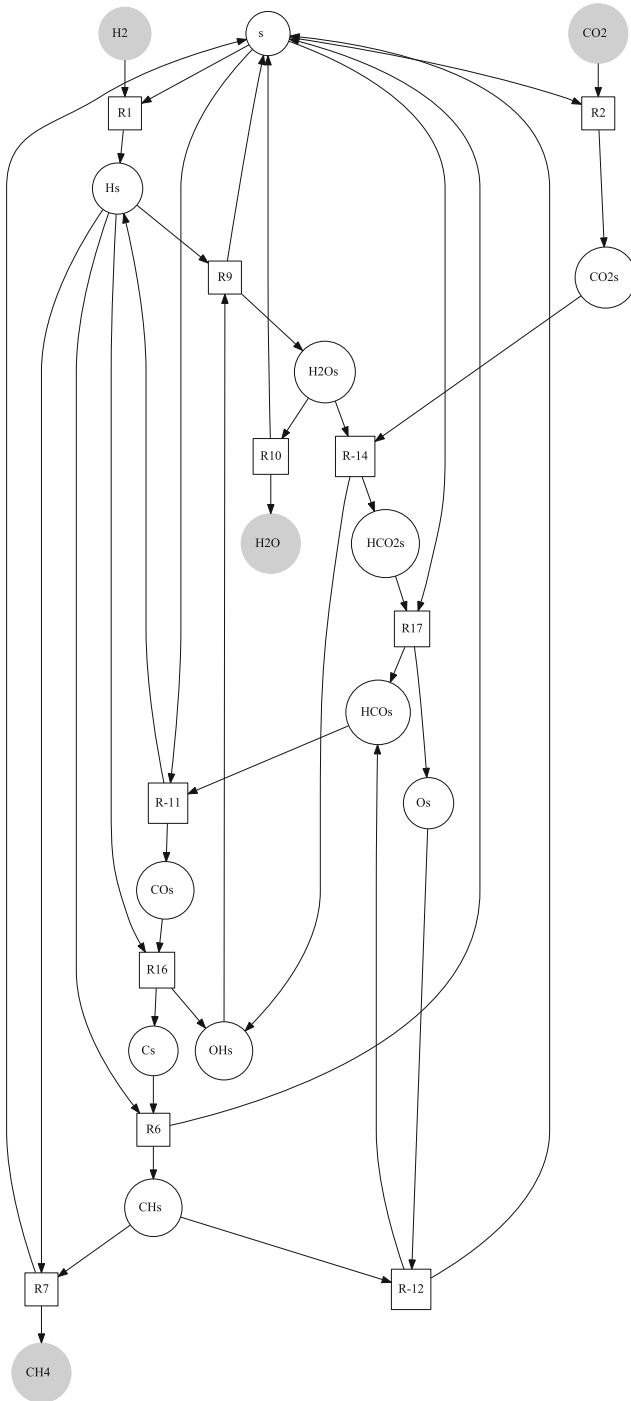 H2
s
CO2
R1
R2
Hs
R9
CO2s
H2Os
R10
R-14
H2O
HCO2s
R17
HCOs
R-11
Os
COs
R16
Cs
OHs
R6
CHs
R7
R-12
CH4